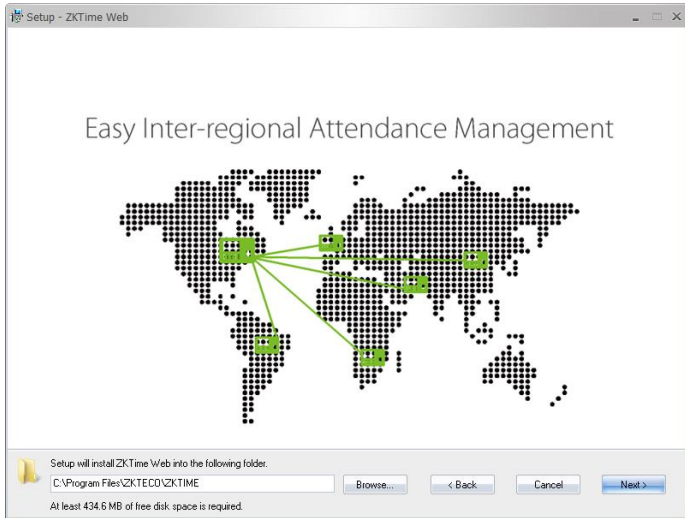 Setup - ZKTime Web
Easy Inter-regional Attendance Management
Setup will install ZKTime Web into the following folder.
C:\Program Files\ZKTECO\ZKTIME
Browse...
< Back
Cancel
Next >
At least 434.6 MB of free disk space is required.